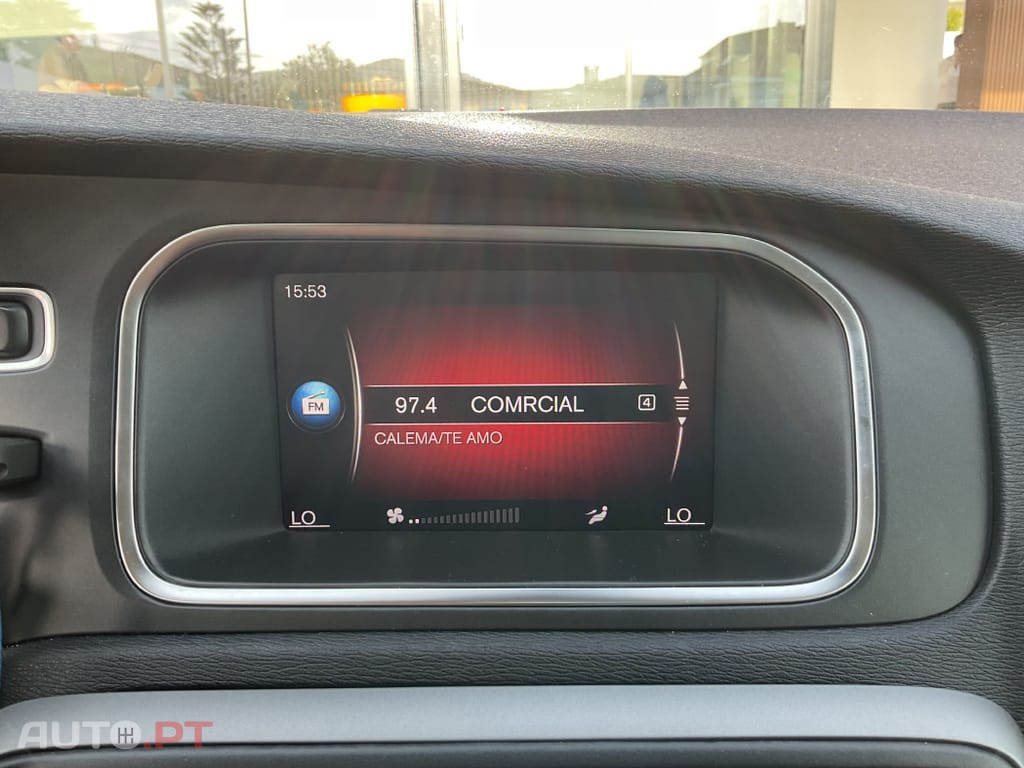 15:53
FM
97.4 COMRCIAL 4
CALEMA/TE AMO
LO LO
AUTO.PT